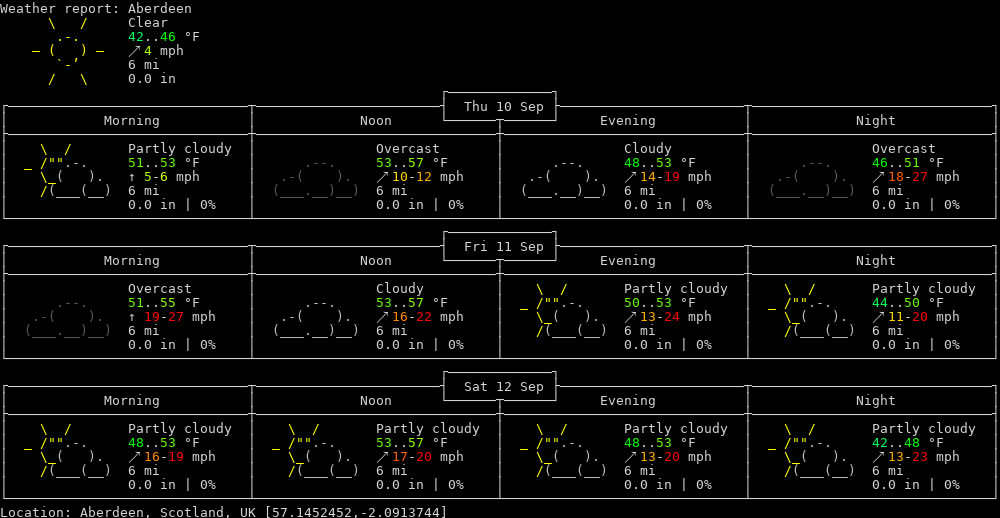 Weather report: Aberdeen
Clear
42..46 °F
↗ 4 mph
6 mi
0.0 in
Thu 10 Sep
Morning Noon Evening Night
Partly cloudy Overcast Cloudy Overcast
51..53 °F 53..57 °F 48..53 °F 46..51 °F
↑ 5-6 mph ↗ 10-12 mph ↗ 14-19 mph ↗ 18-27 mph
6 mi 6 mi 6 mi 6 mi
0.0 in | 0% 0.0 in | 0% 0.0 in | 0% 0.0 in | 0%
Fri 11 Sep
Morning Noon Evening Night
Overcast Cloudy Partly cloudy Partly cloudy
51..55 °F 53..57 °F 50..53 °F 44..50 °F
↑ 19-27 mph ↗ 16-22 mph ↗ 13-24 mph ↗ 11-20 mph
6 mi 6 mi 6 mi 6 mi
0.0 in | 0% 0.0 in | 0% 0.0 in | 0% 0.0 in | 0%
Sat 12 Sep
Morning Noon Evening Night
Partly cloudy Partly cloudy Partly cloudy Partly cloudy
48..53 °F 53..57 °F 48..53 °F 42..48 °F
↗ 16-19 mph ↗ 17-20 mph ↗ 13-20 mph ↗ 13-23 mph
6 mi 6 mi 6 mi 6 mi
0.0 in | 0% 0.0 in | 0% 0.0 in | 0% 0.0 in | 0%
Location: Aberdeen, Scotland, UK [57.1452452,-2.0913744]